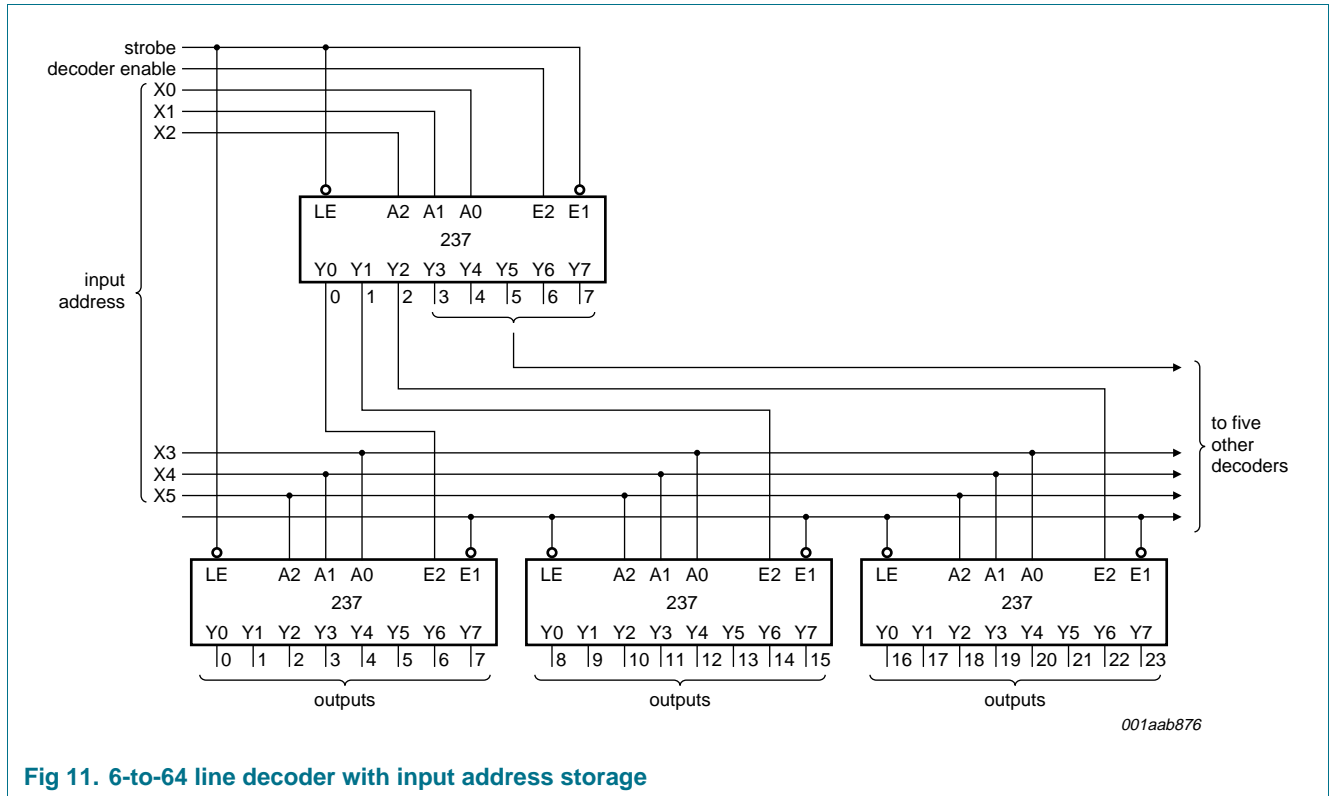 strobe
decoder enable
X0
X1
X2
LE A2 A1 A0 E2 E1
237
Y0 Y1 Y2 Y3 Y4 Y5 Y6 Y7
0 1 2 3 4 5 6 7
input
address
X3
X4
X5
to five
other
decoders
LE A2 A1 A0 E2 E1
237
Y0 Y1 Y2 Y3 Y4 Y5 Y6 Y7
0 1 2 3 4 5 6 7
outputs
LE A2 A1 A0 E2 E1
237
Y0 Y1 Y2 Y3 Y4 Y5 Y6 Y7
8 9 10 11 12 13 14 15
outputs
LE A2 A1 A0 E2 E1
237
Y0 Y1 Y2 Y3 Y4 Y5 Y6 Y7
16 17 18 19 20 21 22 23
outputs
001aab876
Fig 11. 6-to-64 line decoder with input address storage